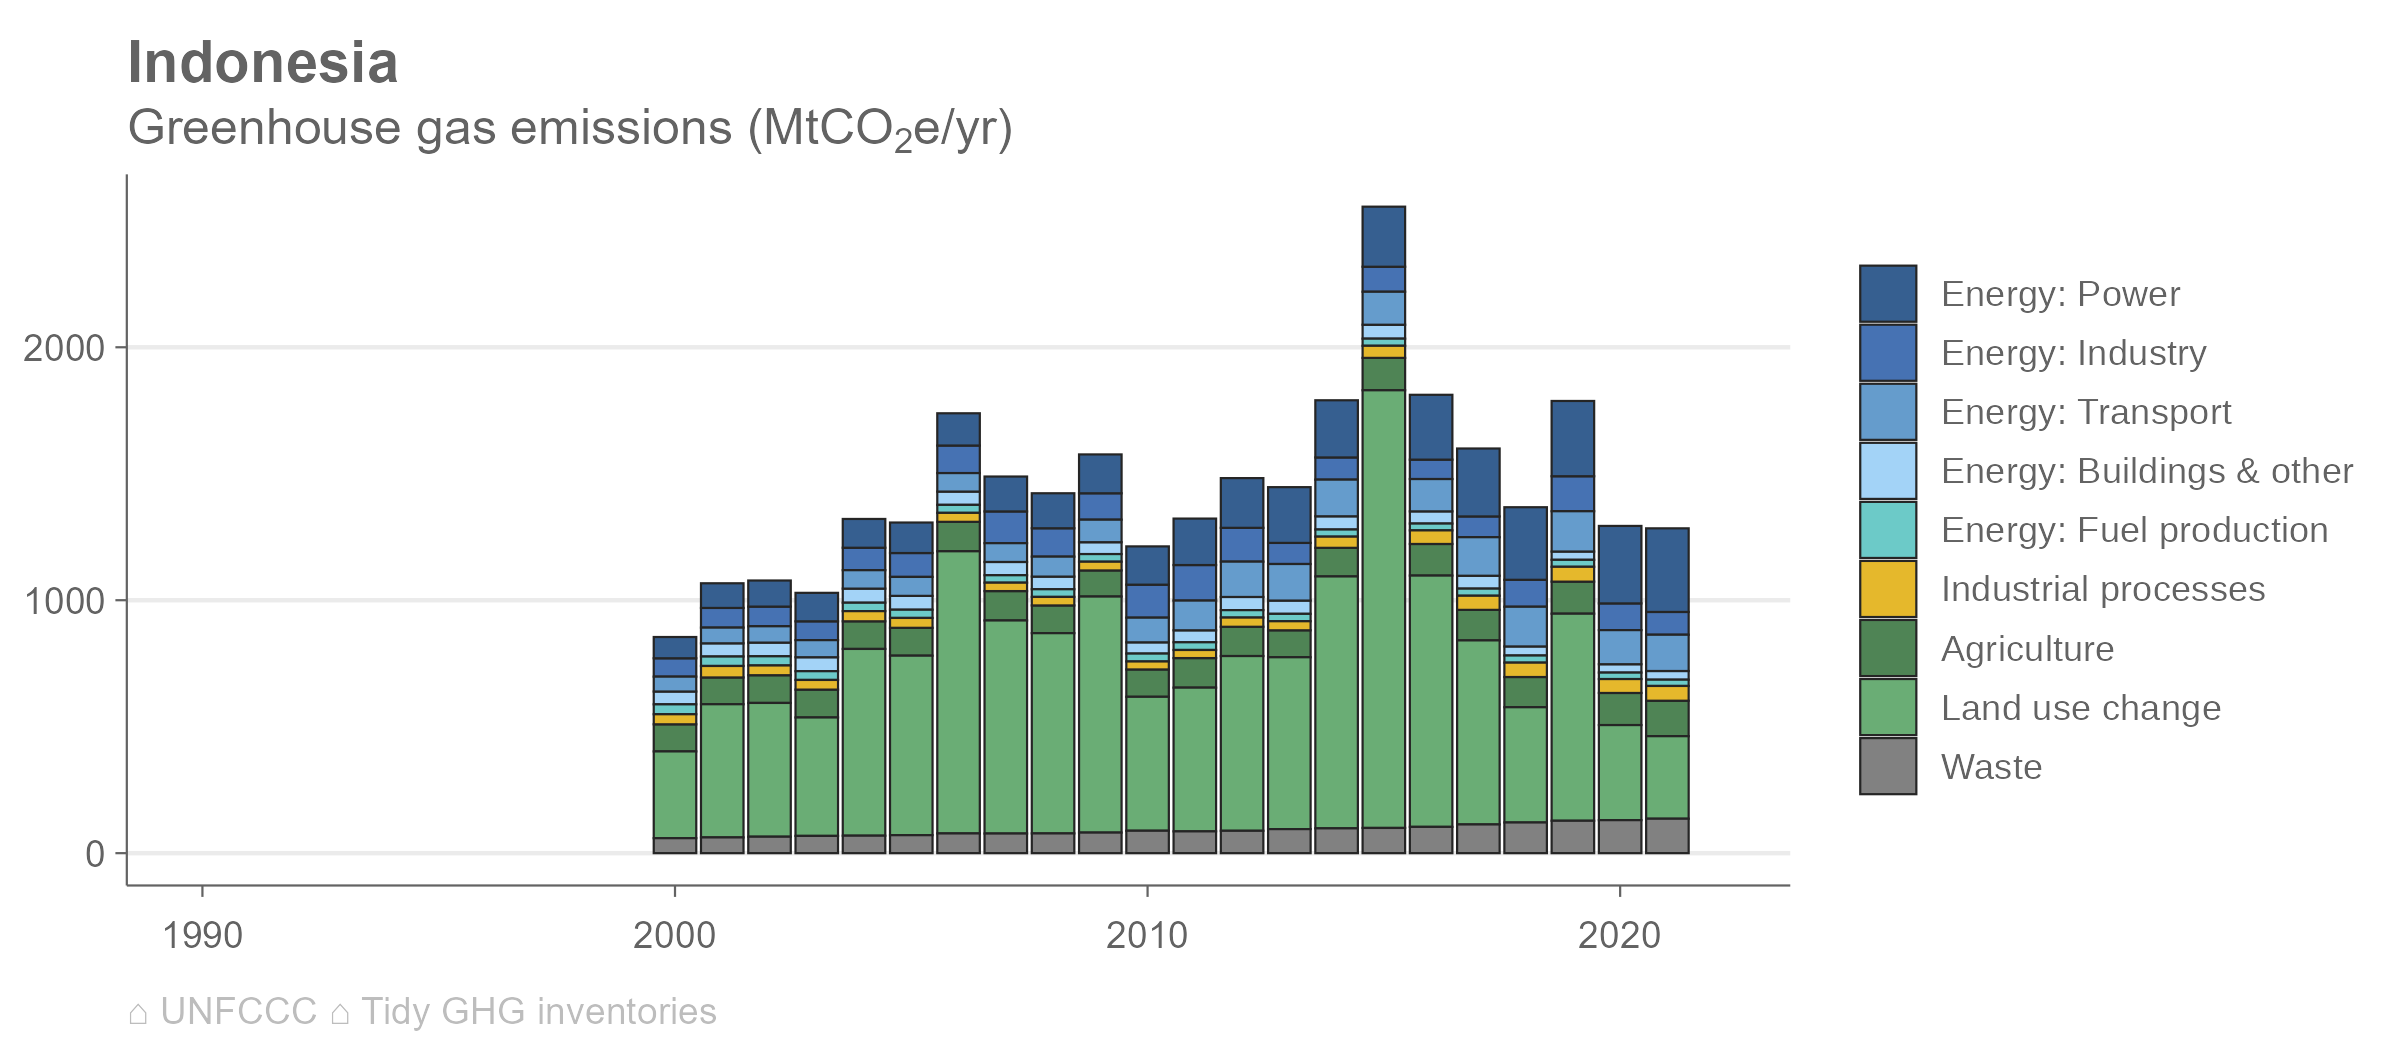 Indonesia
Greenhouse gas emissions (MtCO₂e/yr)
2000
1000
0
1990 2000 2010 2020
Energy: Power
Energy: Industry
Energy: Transport
Energy: Buildings & other
Energy: Fuel production
Industrial processes
Agriculture
Land use change
Waste
⌂ UNFCCC ⌂ Tidy GHG inventories